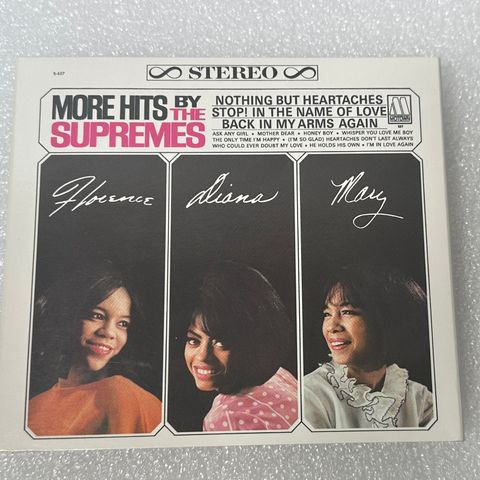 STEREO
S-627
MORE HITS BY THE
SUPREMES
NOTHING BUT HEARTACHES
STOP! IN THE NAME OF LOVE
BACK IN MY ARMS AGAIN
ASK ANY GIRL • MOTHER DEAR • HONEY BOY • WHISPER YOU LOVE ME BOY
THE ONLY TIME I'M HAPPY • (I'M SO GLAD) HEARTACHES DON'T LAST ALWAYS
WHO COULD EVER DOUBT MY LOVE • HE HOLDS HIS OWN • I'M IN LOVE AGAIN
M
MOTOWN
627
Florence
Diana
Mary